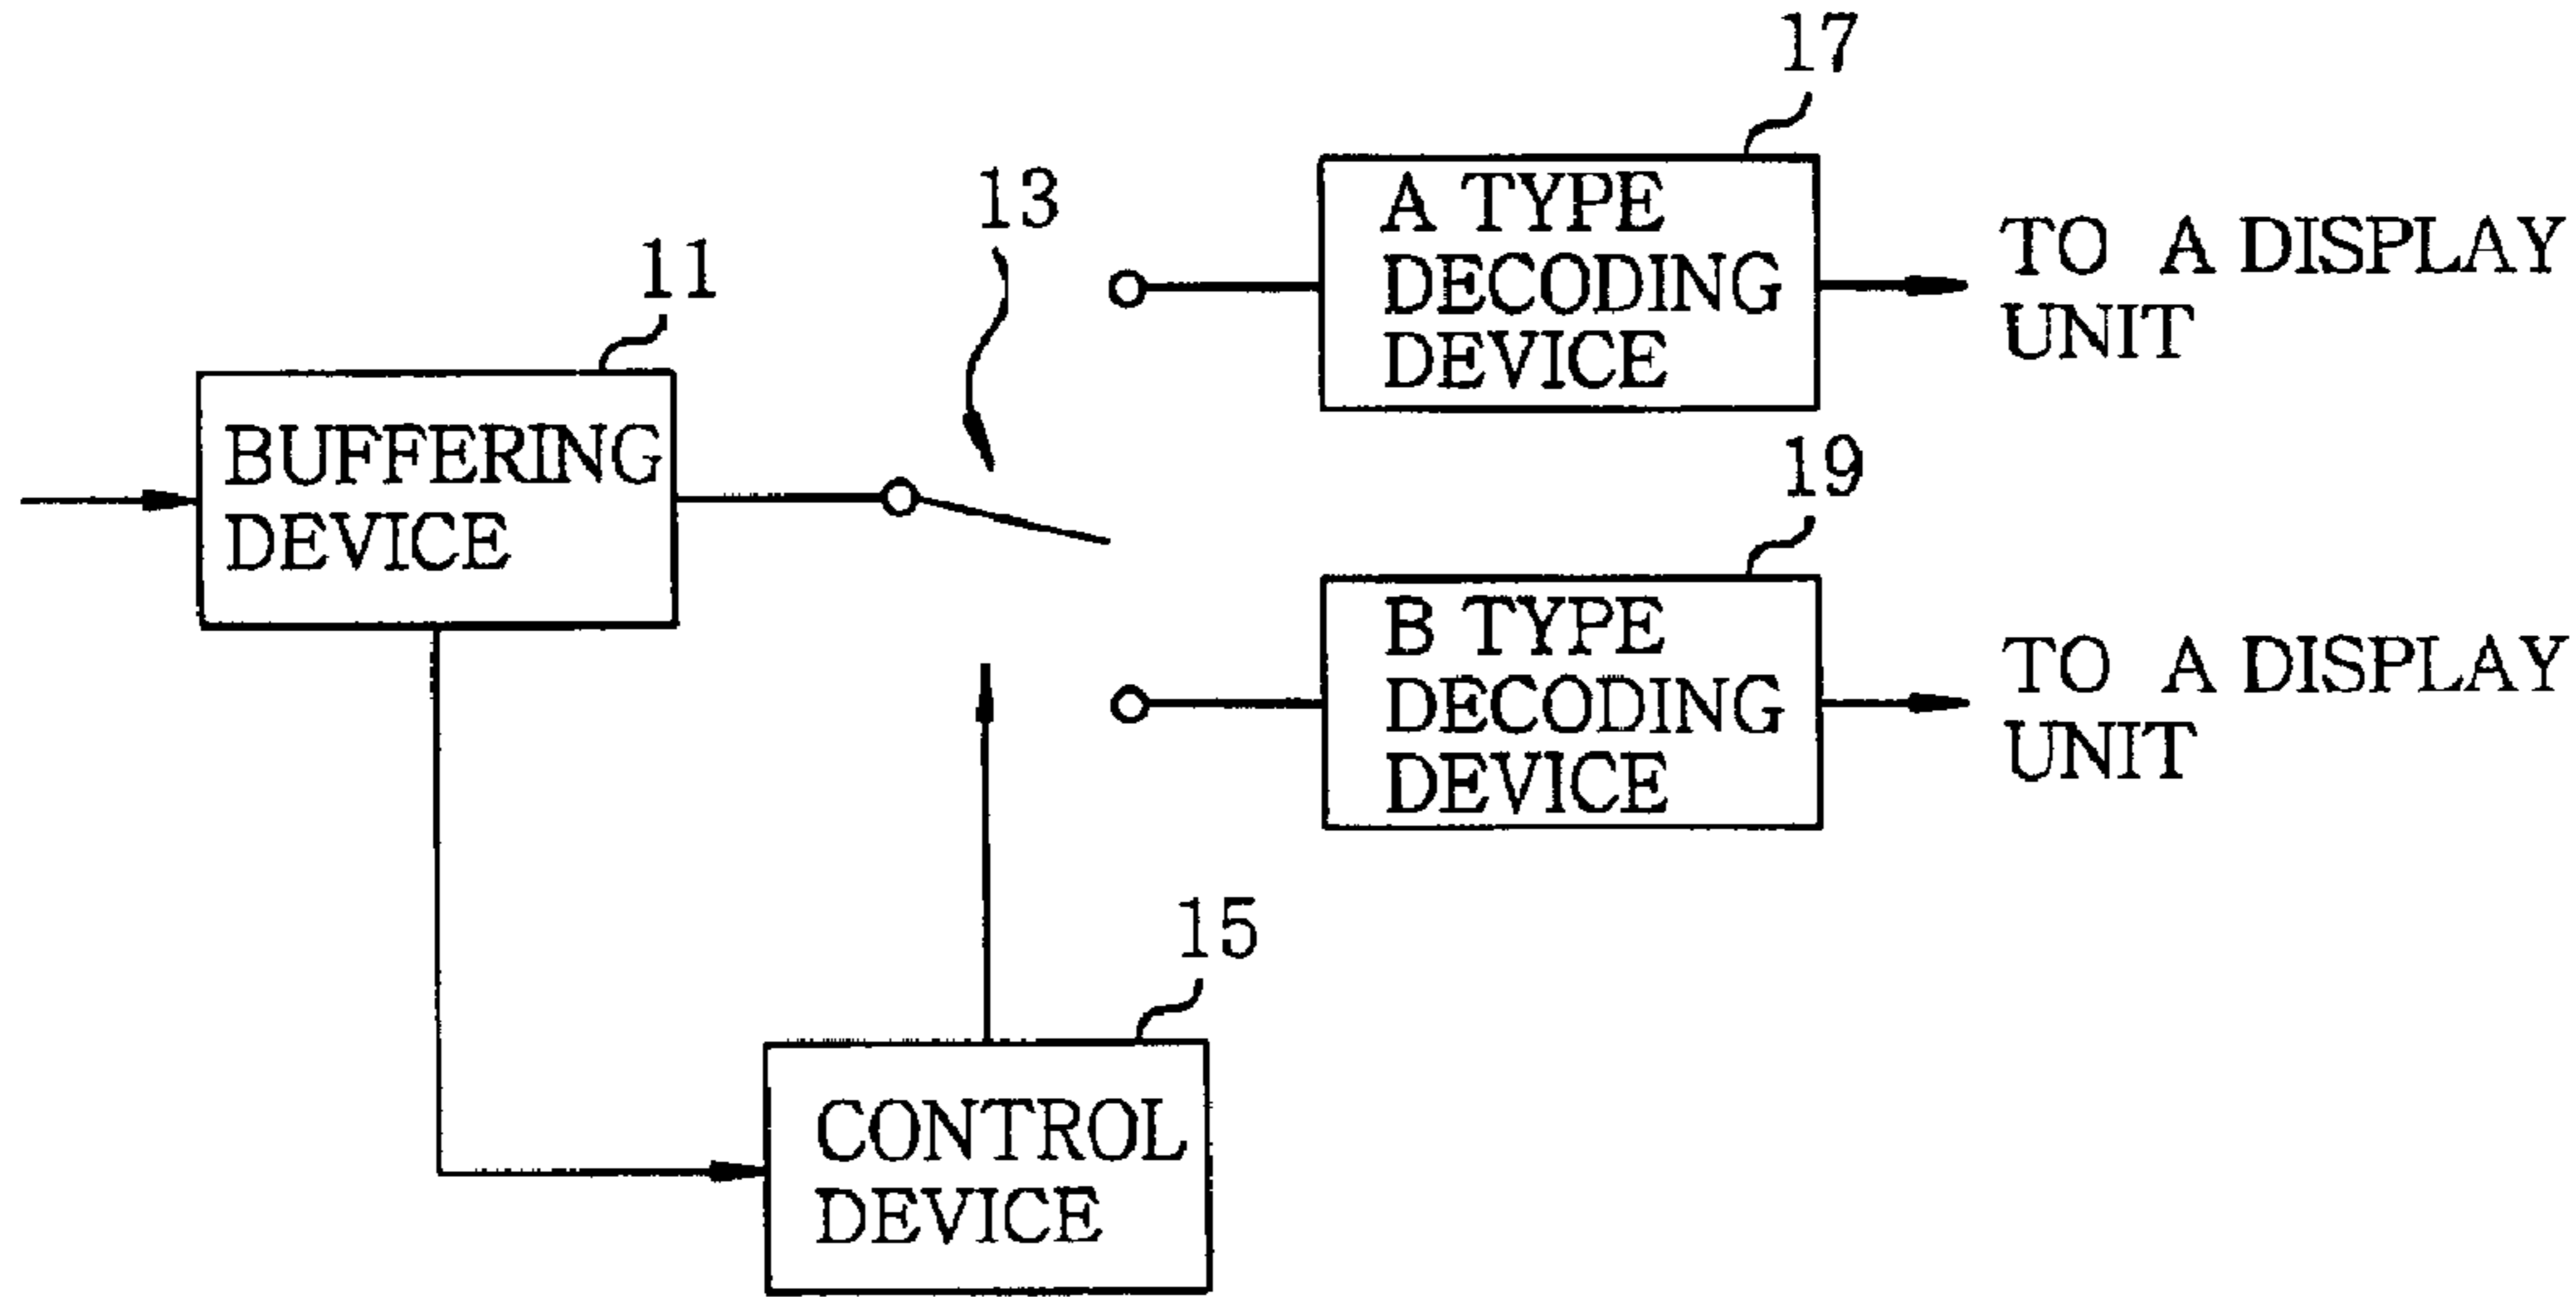 11
BUFFERING
DEVICE
13
15
CONTROL
DEVICE
17
A TYPE
DECODING
DEVICE
TO A DISPLAY
UNIT
19
B TYPE
DECODING
DEVICE
TO A DISPLAY
UNIT